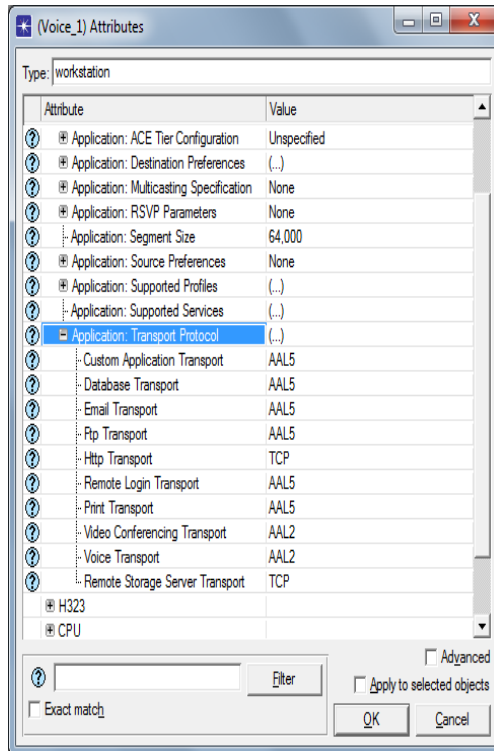 (Voice_1) Attributes
Type: workstation
Attribute Value
Application: ACE Tier Configuration Unspecified
Application: Destination Preferences (...)
Application: Multicasting Specification None
Application: RSVP Parameters None
Application: Segment Size 64,000
Application: Source Preferences None
Application: Supported Profiles (...)
Application: Supported Services (...)
Application: Transport Protocol (...)
Custom Application Transport AAL5
Database Transport AAL5
Email Transport AAL5
Ftp Transport AAL5
Http Transport TCP
Remote Login Transport AAL5
Print Transport AAL5
Video Conferencing Transport AAL2
Voice Transport AAL2
Remote Storage Server Transport TCP
H323
CPU
Advanced
Filter
Apply to selected objects
Exact match
OK Cancel